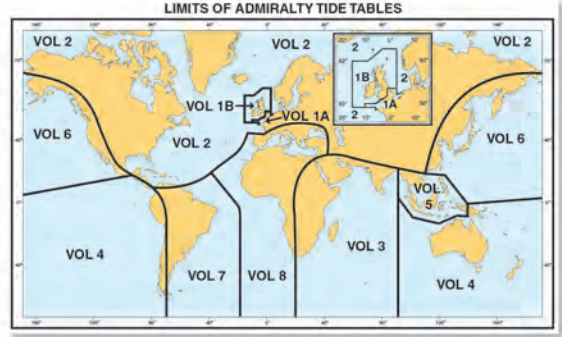 LIMITS OF ADMIRALTY TIDE TABLES
VOL 2
VOL 2
VOL 2
2
1B
2
1A
2
VOL 1B
VOL 1A
VOL 6
VOL 2
VOL 6
VOL
5
VOL 4
VOL 7
VOL 8
VOL 3
VOL 4